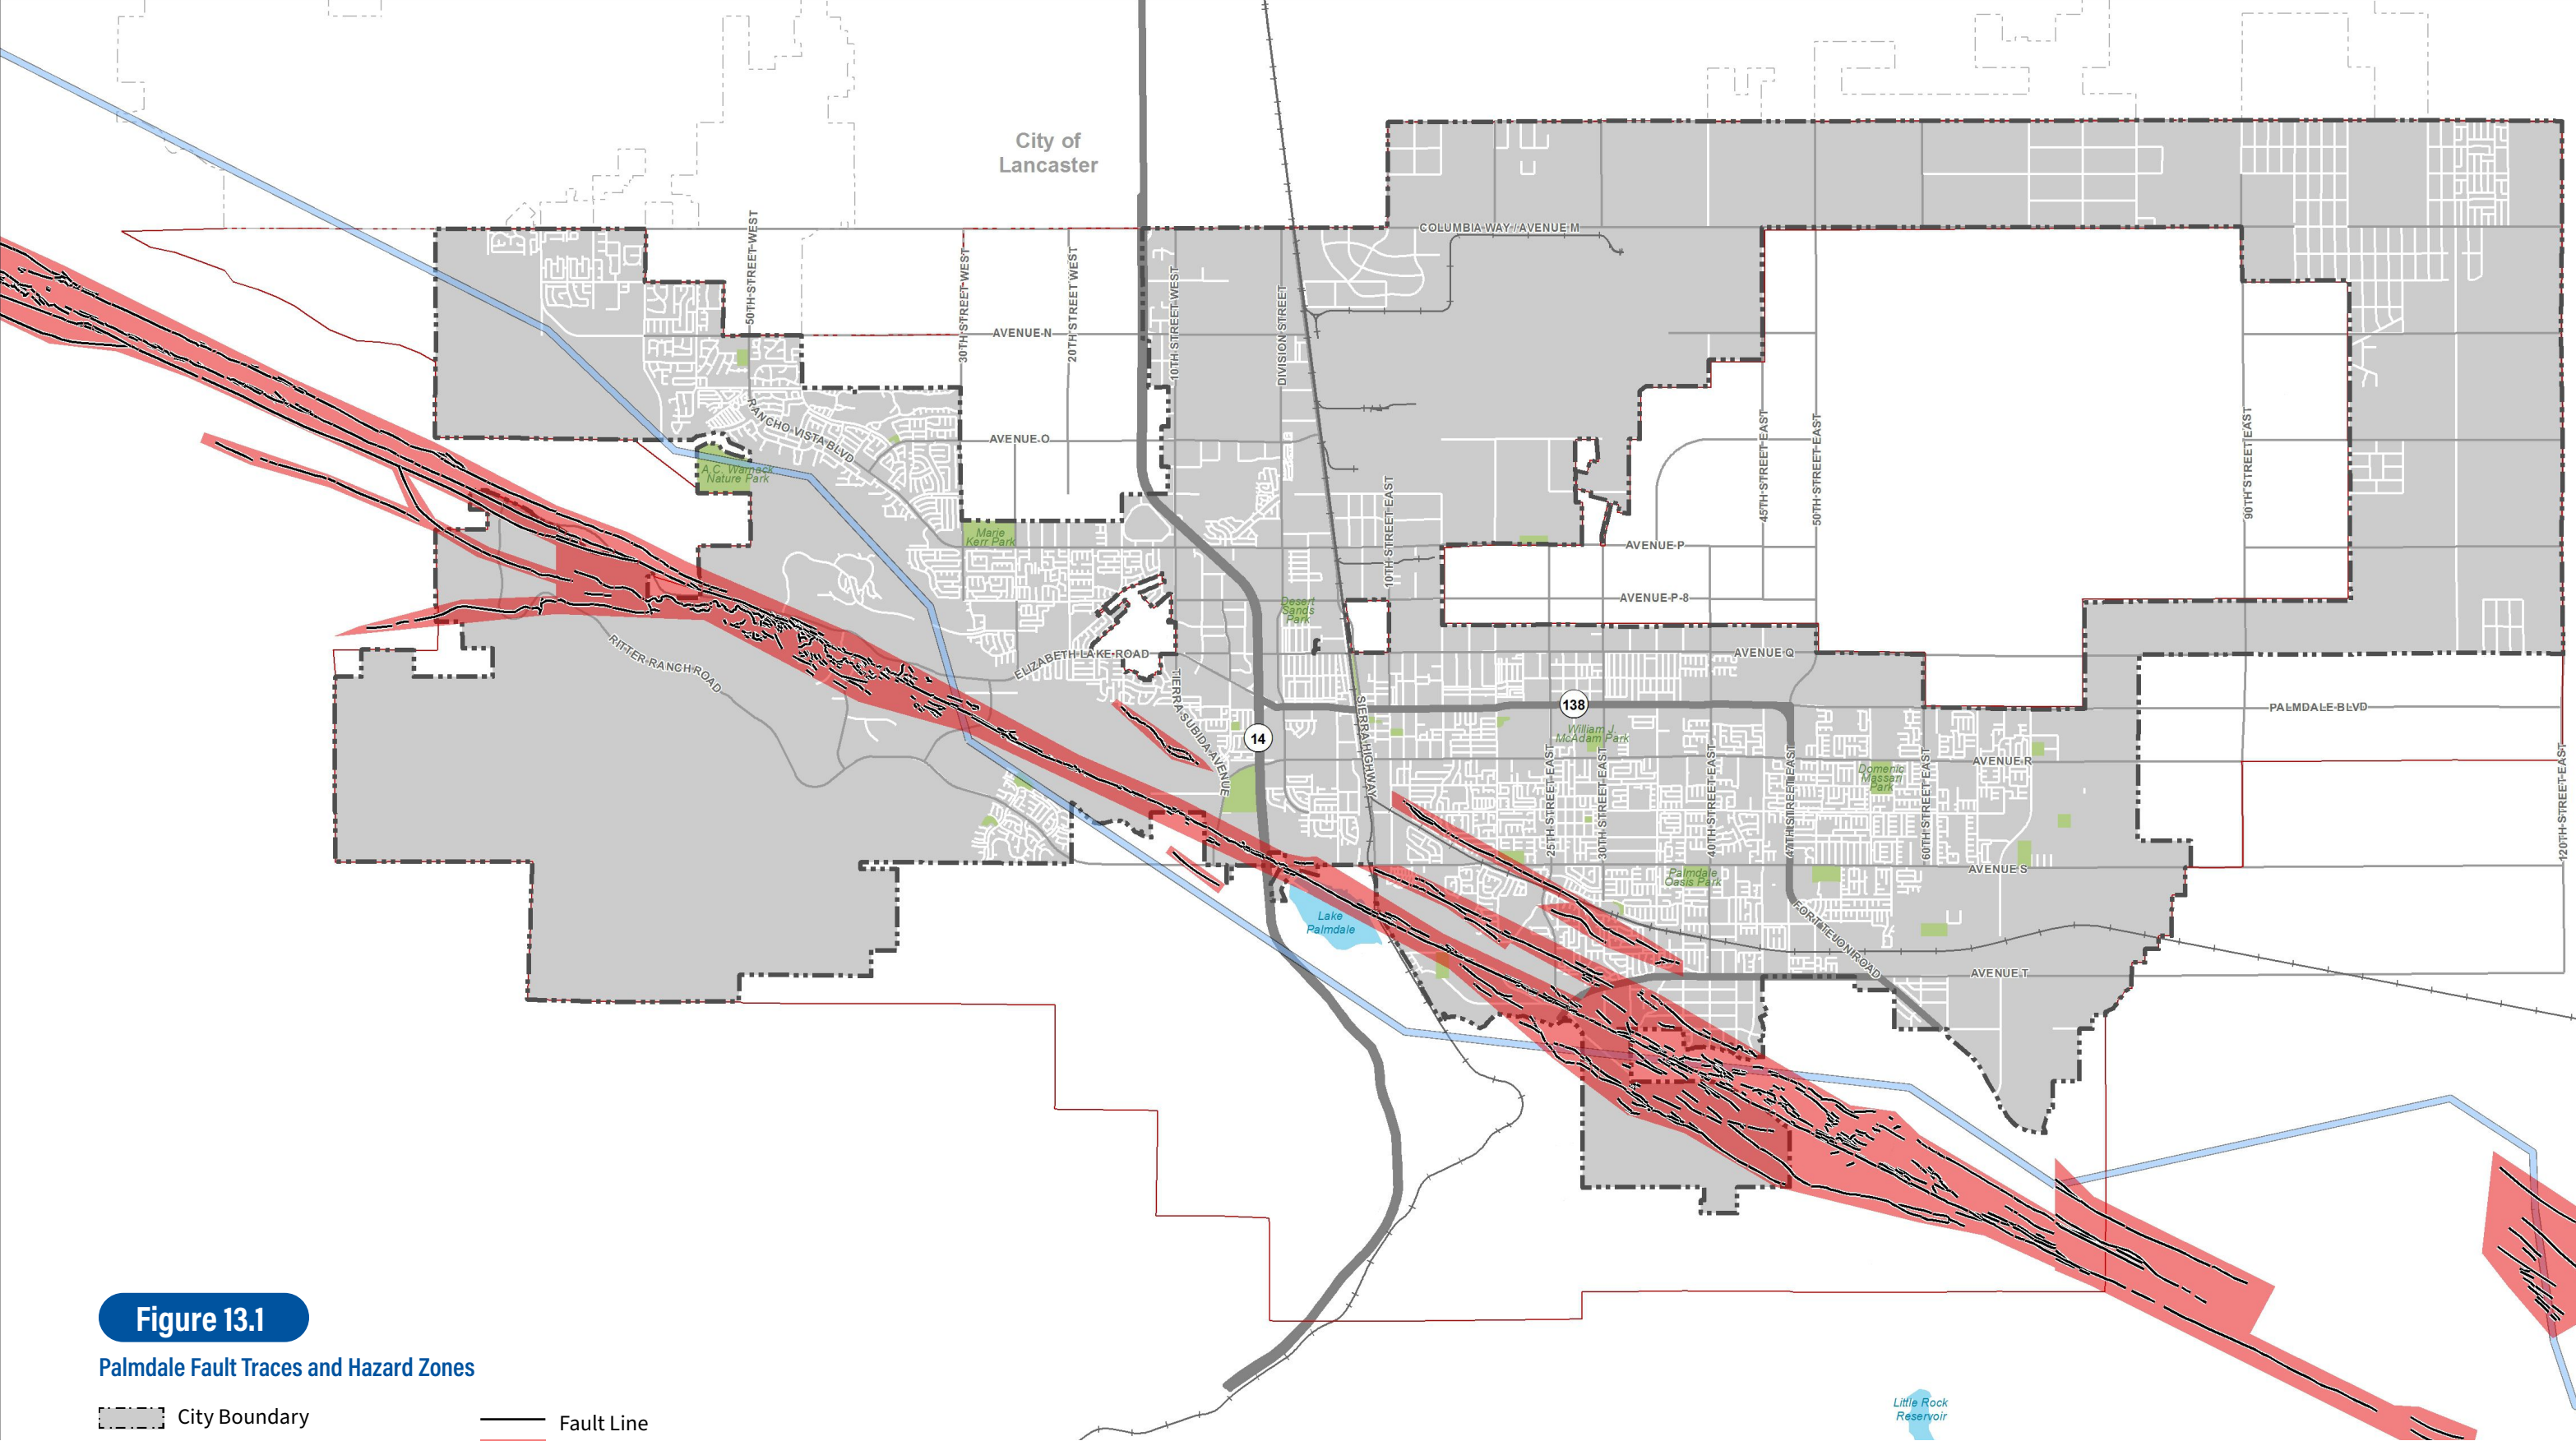 City of
Lancaster
COLUMBIA WAY / AVENUE M
50TH STREET WEST
30TH STREET WEST
20TH STREET WEST
10TH STREET WEST
DIVISION STREET
AVENUE N
RANCHO VISTA BLVD
AVENUE O
45TH STREET EAST
50TH STREET EAST
90TH STREET EAST
A.C. Warnack
Nature Park
10TH STREET EAST
Marie
Kerr Park
AVENUE P
AVENUE P-8
Desert
Sands
Park
RITTER RANCH ROAD
ELIZABETH LAKE ROAD
AVENUE Q
TIERRA SUBIDA AVENUE
SIERRA HIGHWAY
138
PALMDALE BLVD
14
William J.
McAdam Park
25TH STREET EAST
30TH STREET EAST
40TH STREET EAST
47TH STREET EAST
60TH STREET EAST
120TH STREET EAST
AVENUE R
Domenic
Massari
Park
AVENUE S
Palmdale
Oasis Park
Lake
Palmdale
FORT TEJON ROAD
AVENUE T
Little Rock
Reservoir
Figure 13.1
Palmdale Fault Traces and Hazard Zones
City Boundary
Fault Line